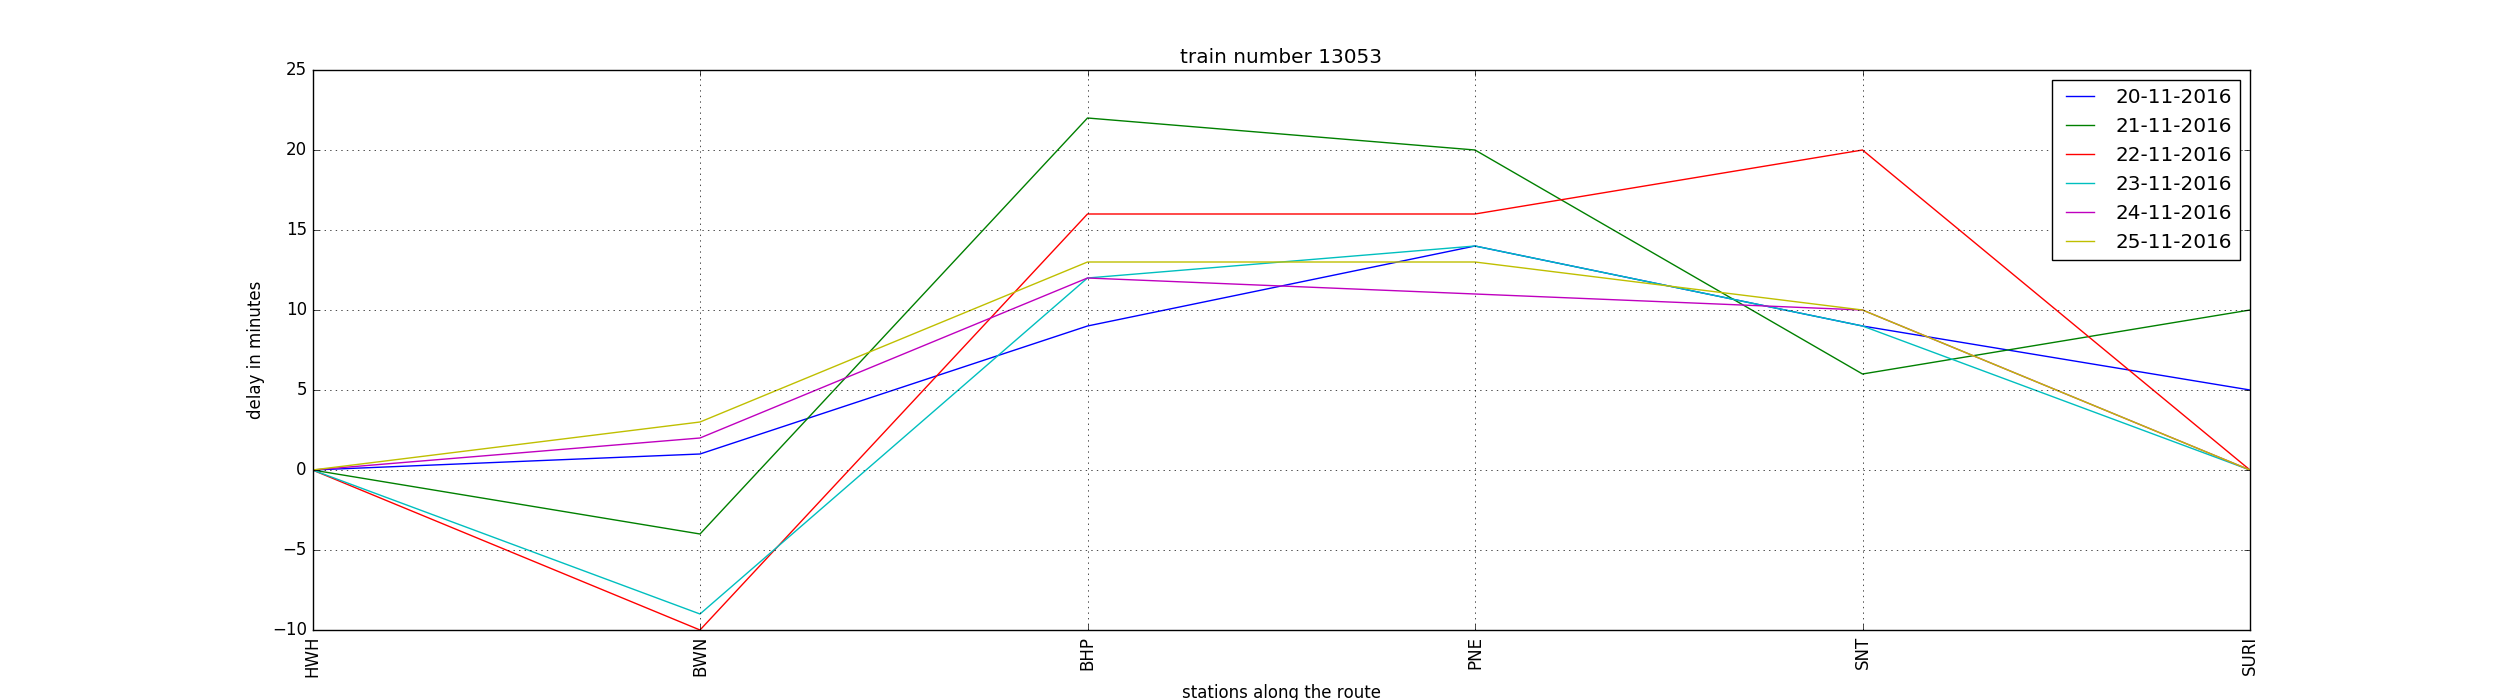 train number 13053
25
20
15
10
5
0
−5
−10
delay in minutes
20-11-2016
21-11-2016
22-11-2016
23-11-2016
24-11-2016
25-11-2016
HWH
BWN
BHP
PNE
SNT
SURI
stations along the route